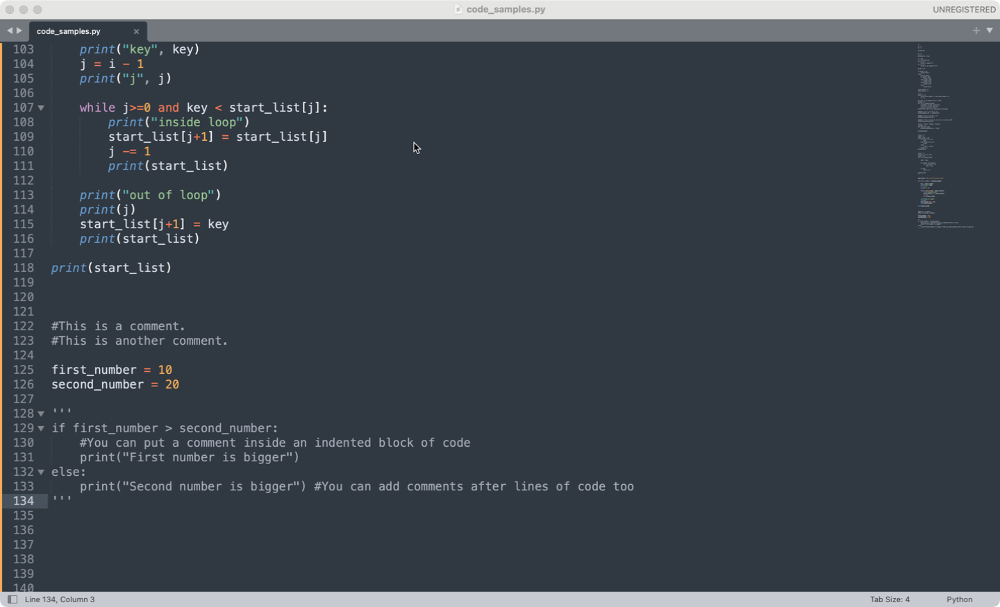 code_samples.py
UNREGISTERED
code_samples.py ×
103 print("key", key)
104 j = i - 1
105 print("j", j)
106
107 while j>=0 and key < start_list[j]:
108 print("inside loop")
109 start_list[j+1] = start_list[j]
110 j -= 1
111 print(start_list)
112
113 print("out of loop")
114 print(j)
115 start_list[j+1] = key
116 print(start_list)
117
118 print(start_list)
119
120
121
122 #This is a comment.
123 #This is another comment.
124
125 first_number = 10
126 second_number = 20
127
128 '''
129 if first_number > second_number:
130 #You can put a comment inside an indented block of code
131 print("First number is bigger")
132 else:
133 print("Second number is bigger") #You can add comments after lines of code too
134 '''
135
136
137
138
139
140
Line 134, Column 3
Tab Size: 4
Python